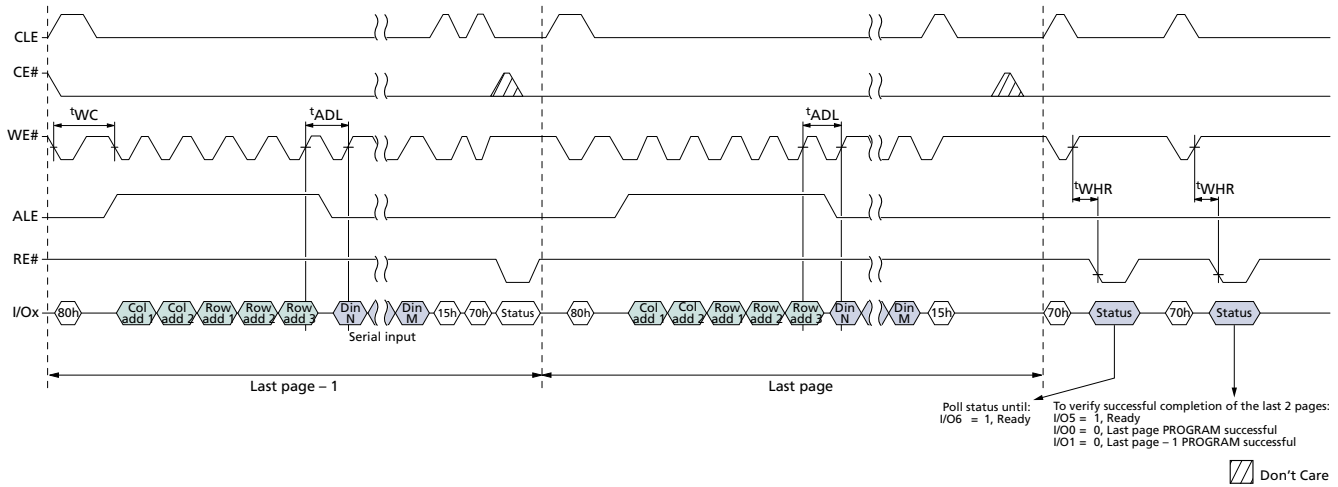 CLE
CE#
tWC
tADL
tADL
WE#
tWHR
tWHR
ALE
RE#
I/Ox
80h
Col add 1
Col add 2
Row add 1
Row add 2
Row add 3
Din N
Din M
15h
70h
Status
80h
Col add 1
Col add 2
Row add 1
Row add 2
Row add 3
Din N
Din M
15h
70h
Status
70h
Status
Serial input
Last page – 1
Last page
Poll status until:
I/O6 = 1, Ready
To verify successful completion of the last 2 pages:
I/O5 = 1, Ready
I/O0 = 0, Last page PROGRAM successful
I/O1 = 0, Last page – 1 PROGRAM successful
Don't Care